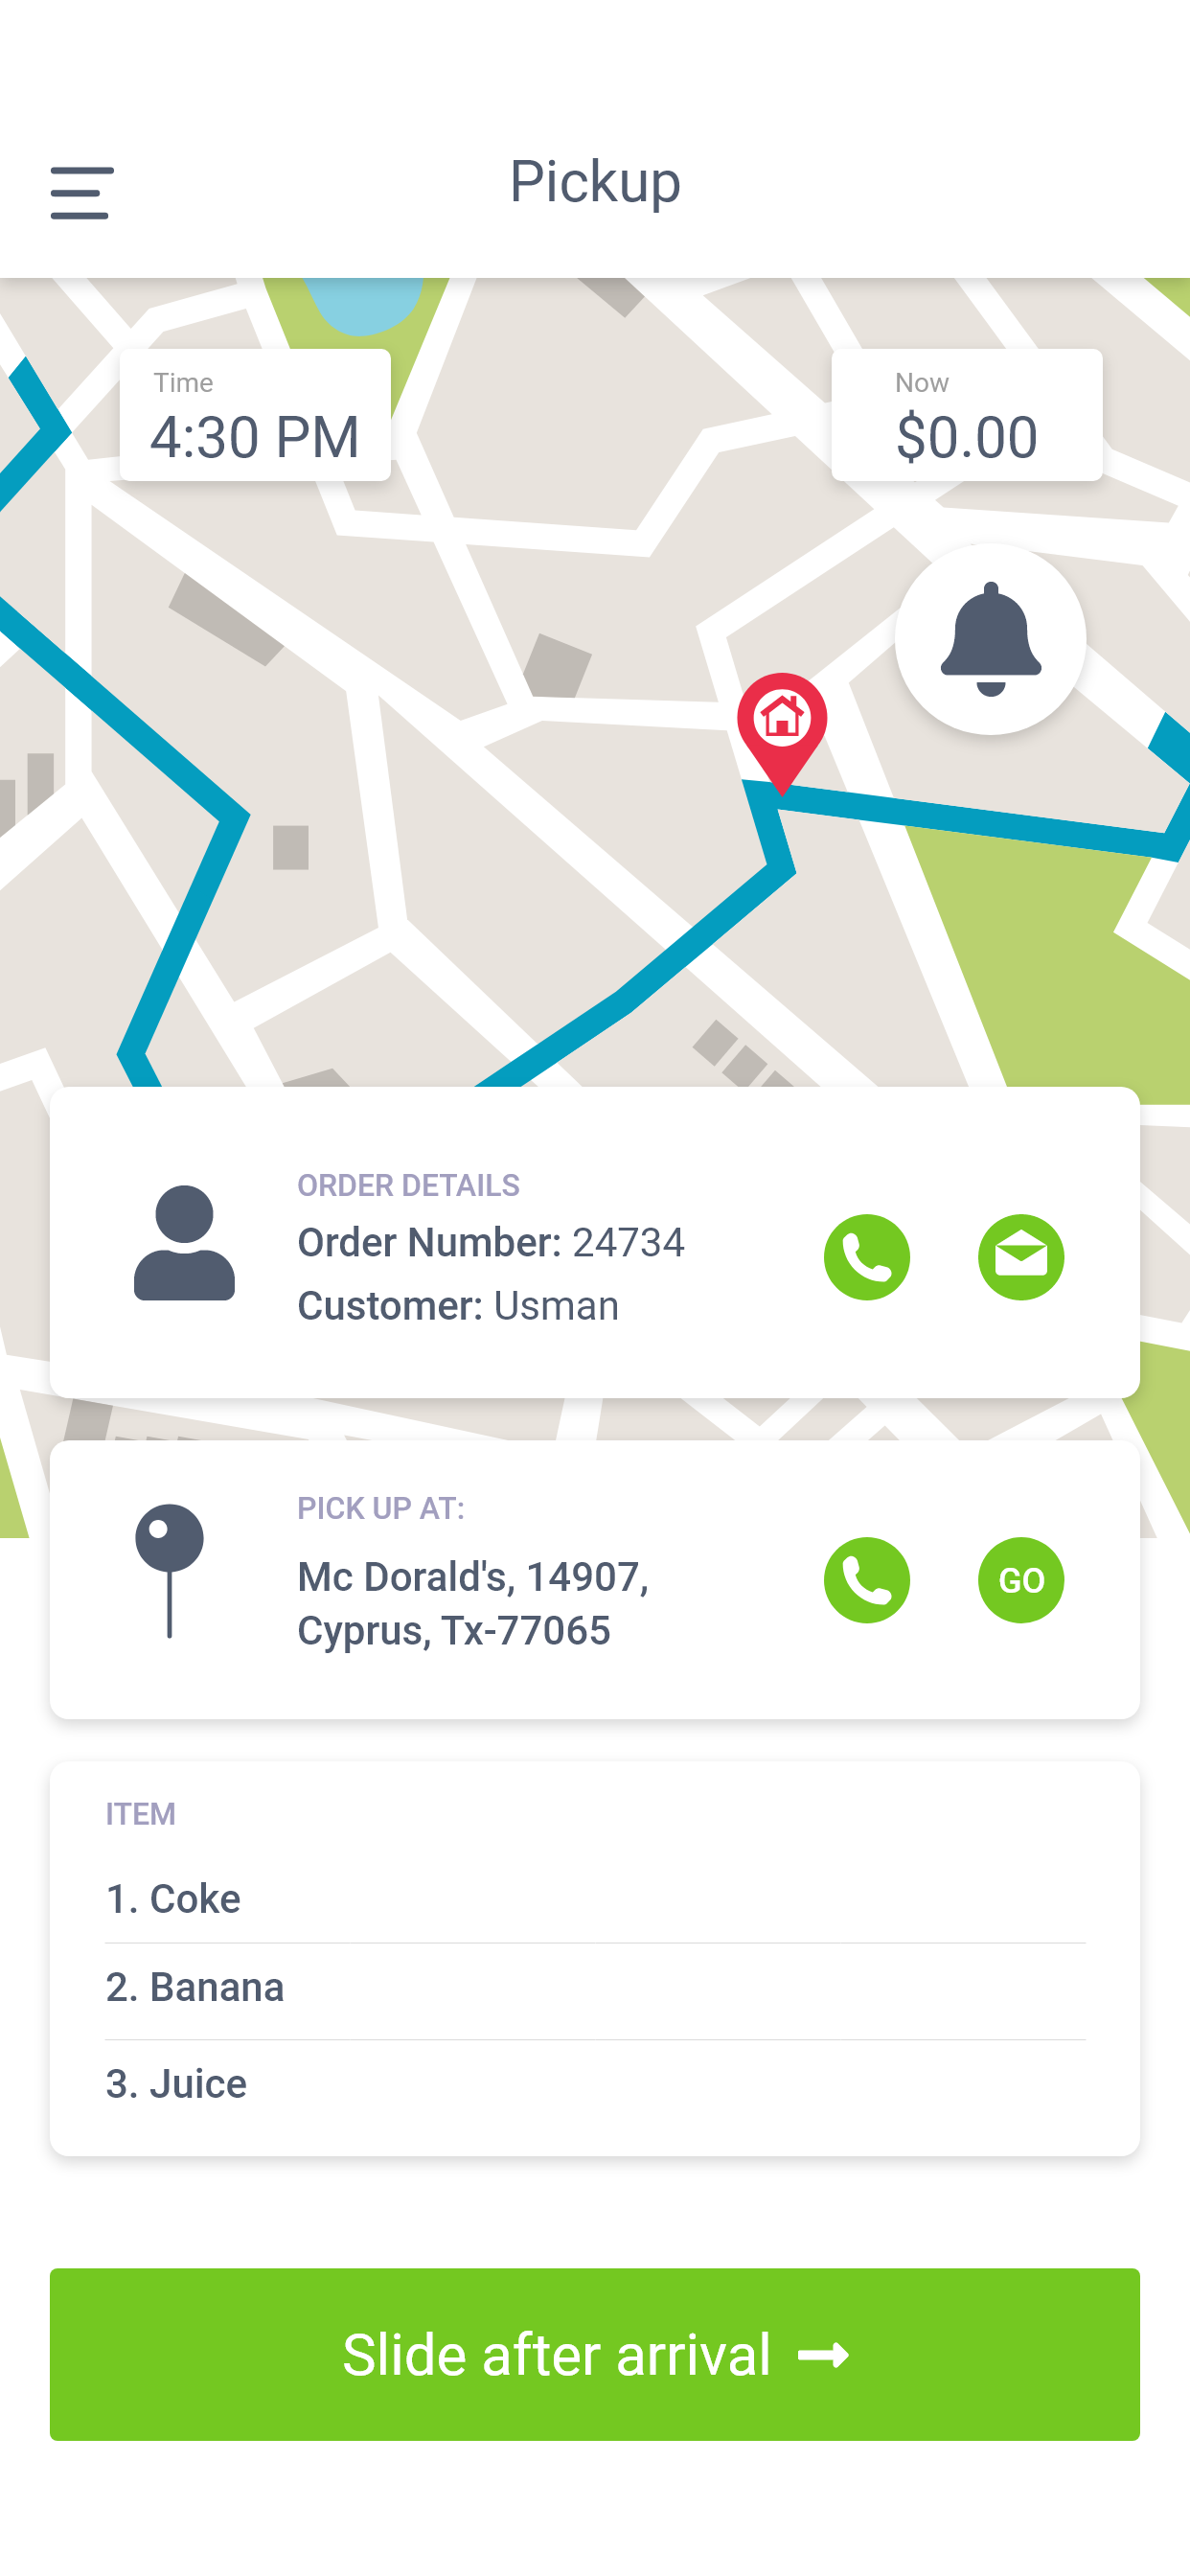 Pickup
Time
4:30 PM
Now
$0.00
ORDER DETAILS
Order Number: 24734
Customer: Usman
PICK UP AT:
Mc Dorald's, 14907,
Cyprus, Tx-77065
GO
ITEM
1. Coke
2. Banana
3. Juice
Slide after arrival